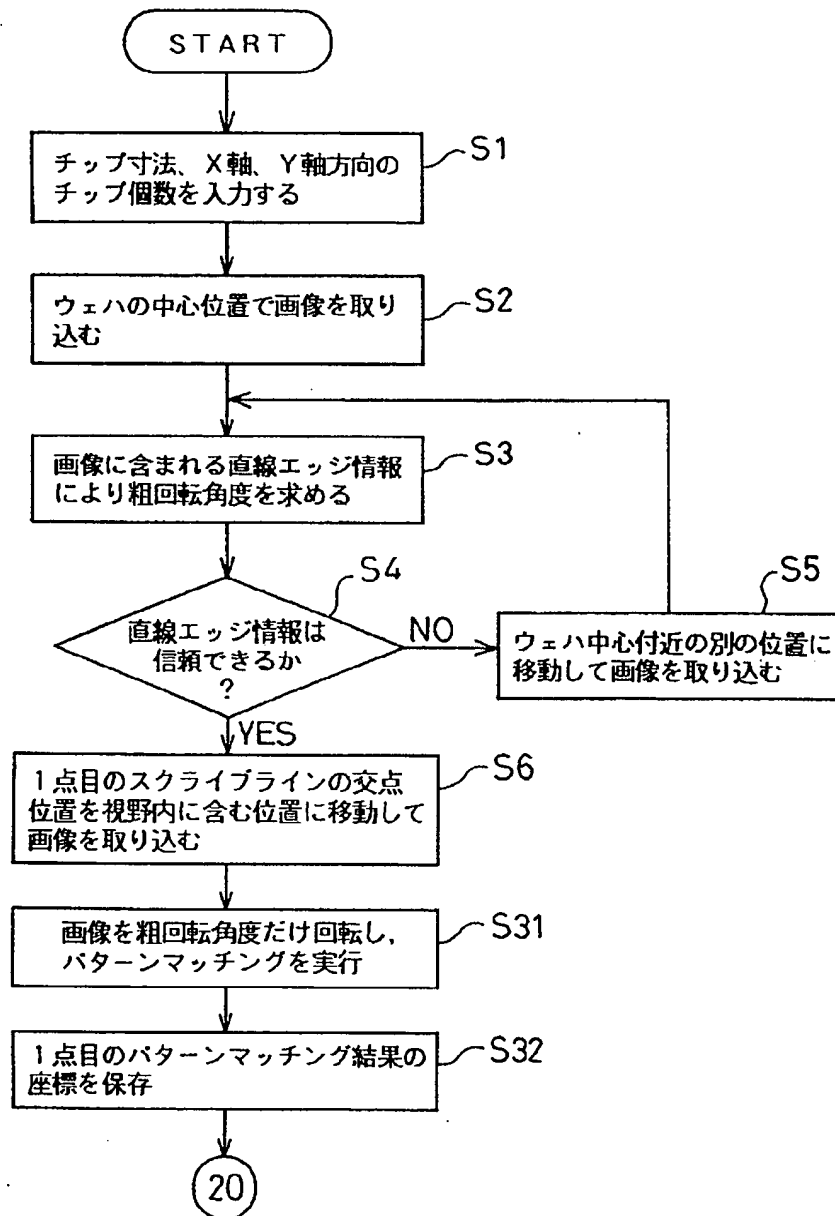 START
チップ寸法、X軸、Y軸方向の
チップ個数を入力する
S1
ウェハの中心位置で画像を取り
込む
S2
画像に含まれる直線エッジ情報
により粗回転角度を求める
S3
直線エッジ情報は
信頼できるか
?
S4
NO
YES
ウェハ中心付近の別の位置に
移動して画像を取り込む
S5
1点目のスクライブラインの交点
位置を視野内に含む位置に移動して
画像を取り込む
S6
画像を粗回転角度だけ回転し,
パターンマッチングを実行
S31
1点目のパターンマッチング結果の
座標を保存
S32
20